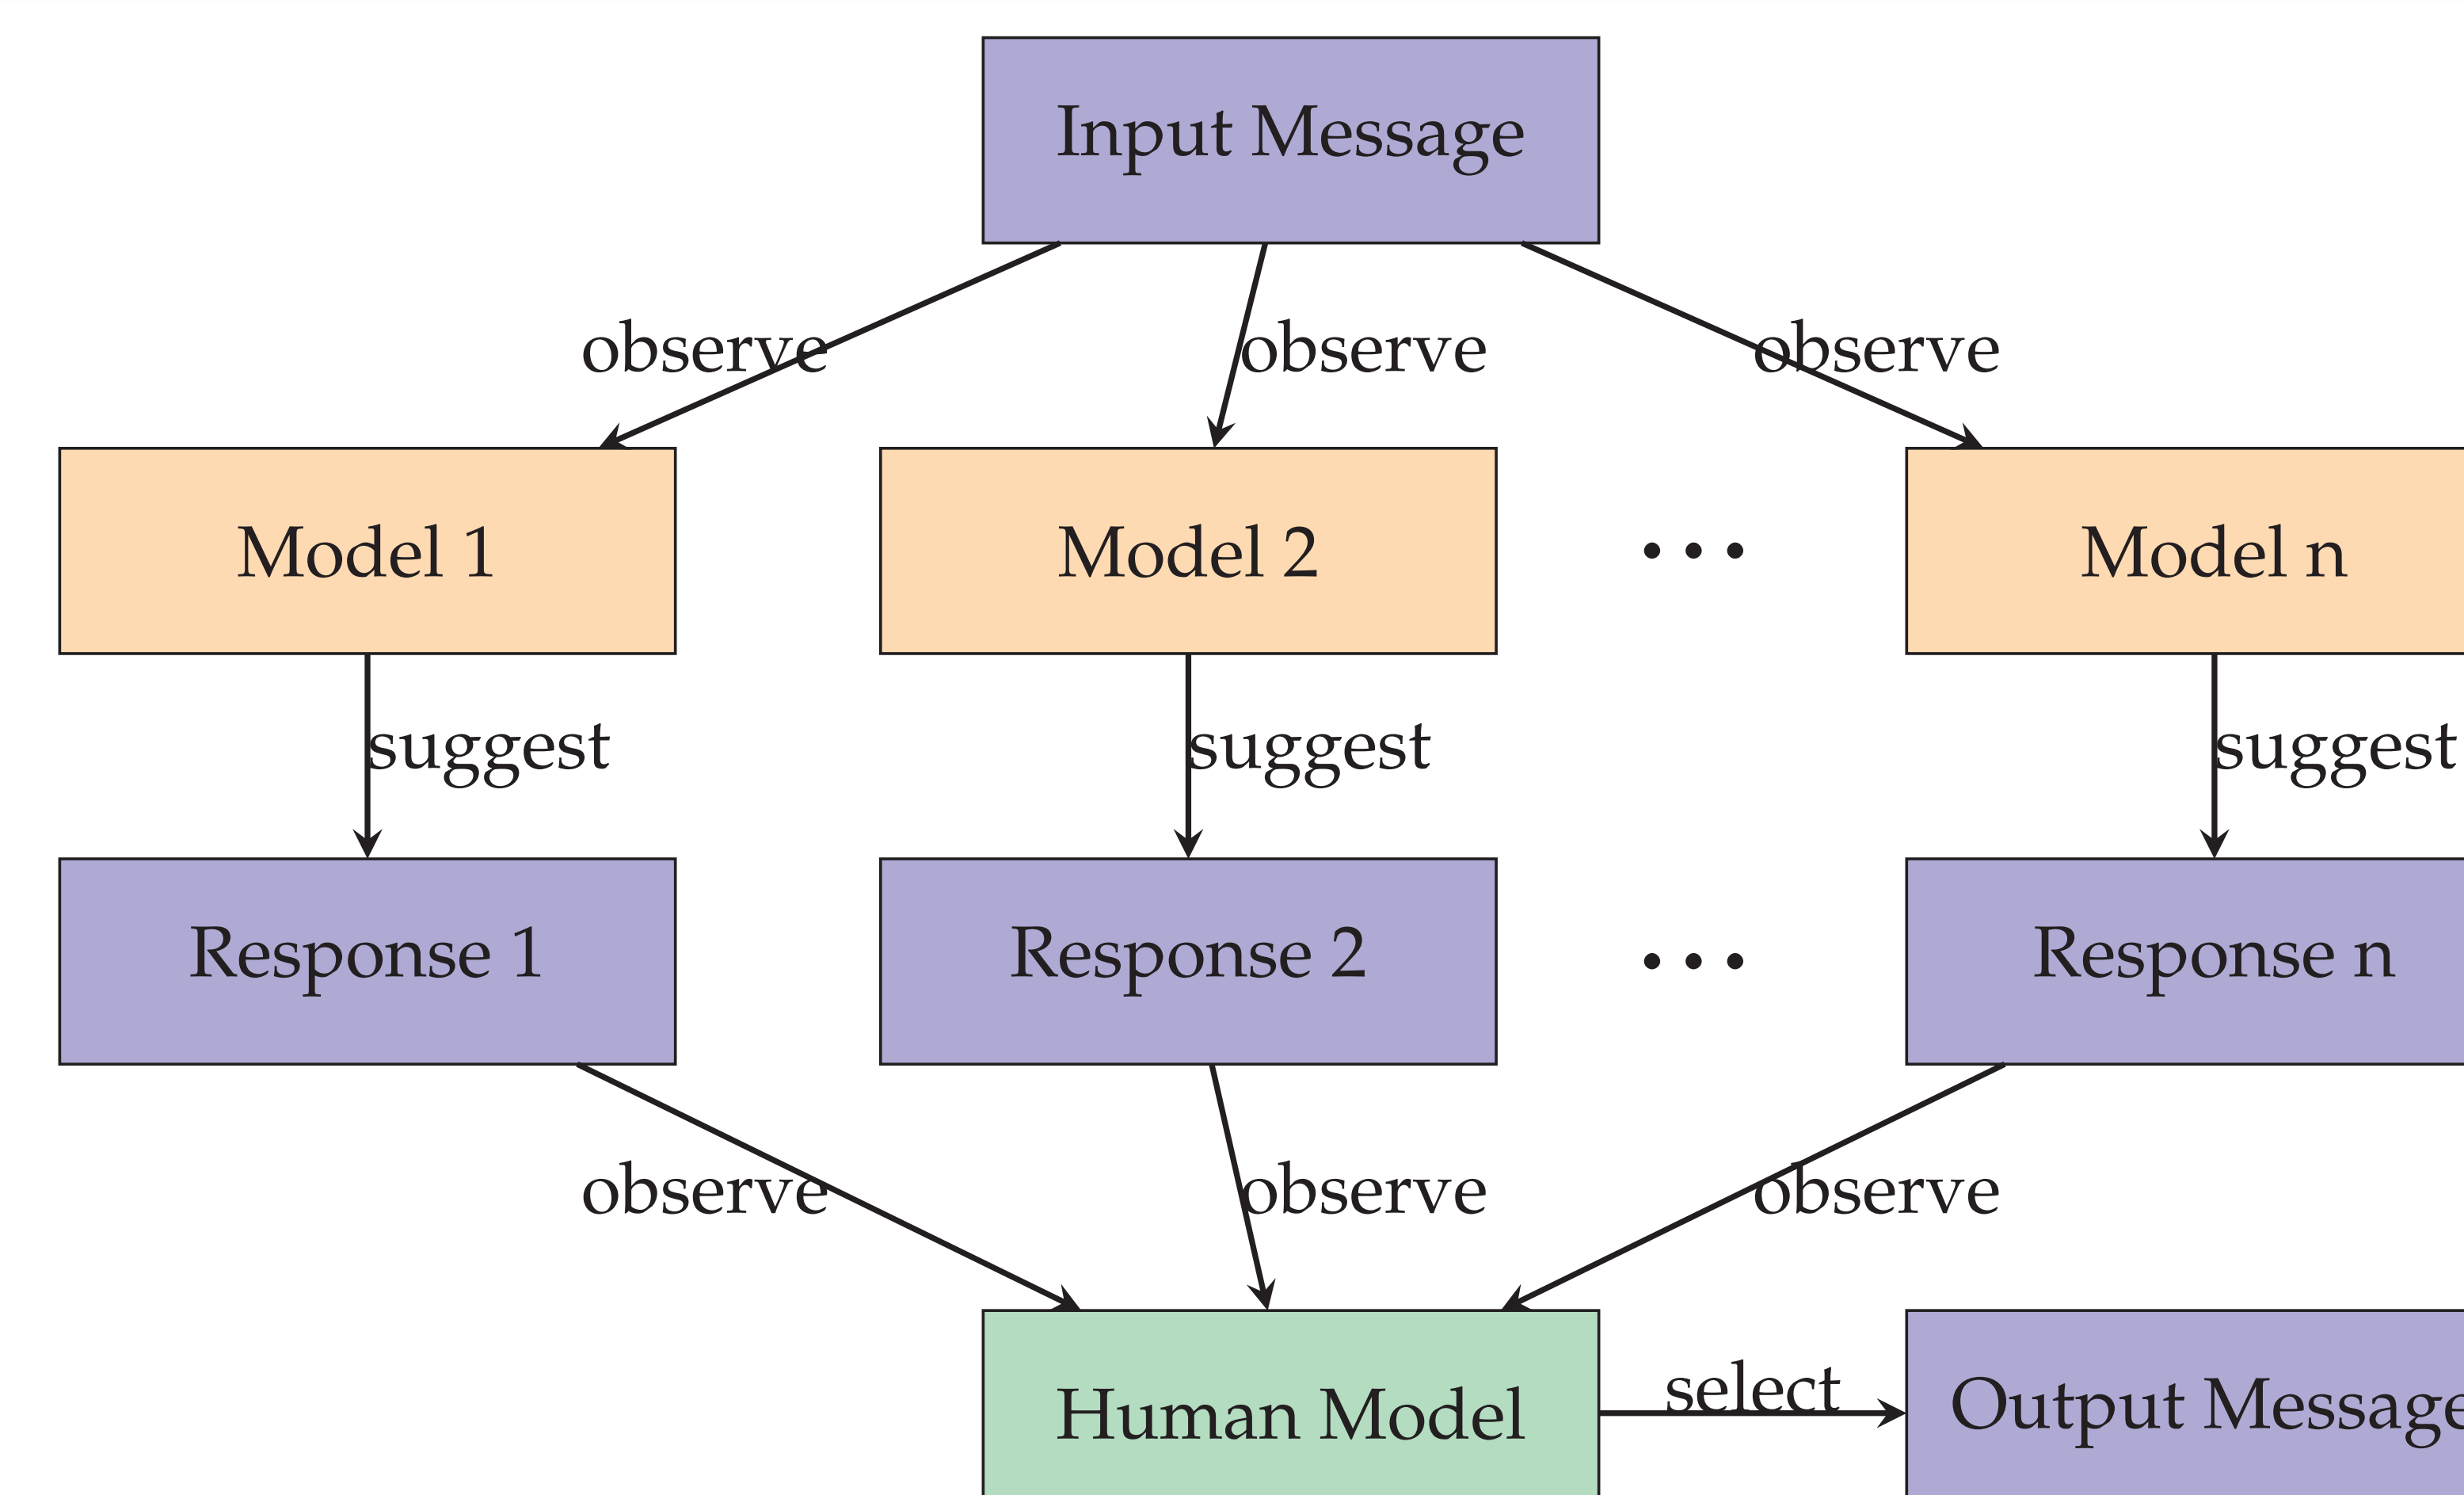 Input Message
observe observe observe
Model 1 Model 2 ... Model n
suggest suggest suggest
Response 1 Response 2 ... Response n
observe observe observe
select
Human Model Output Message